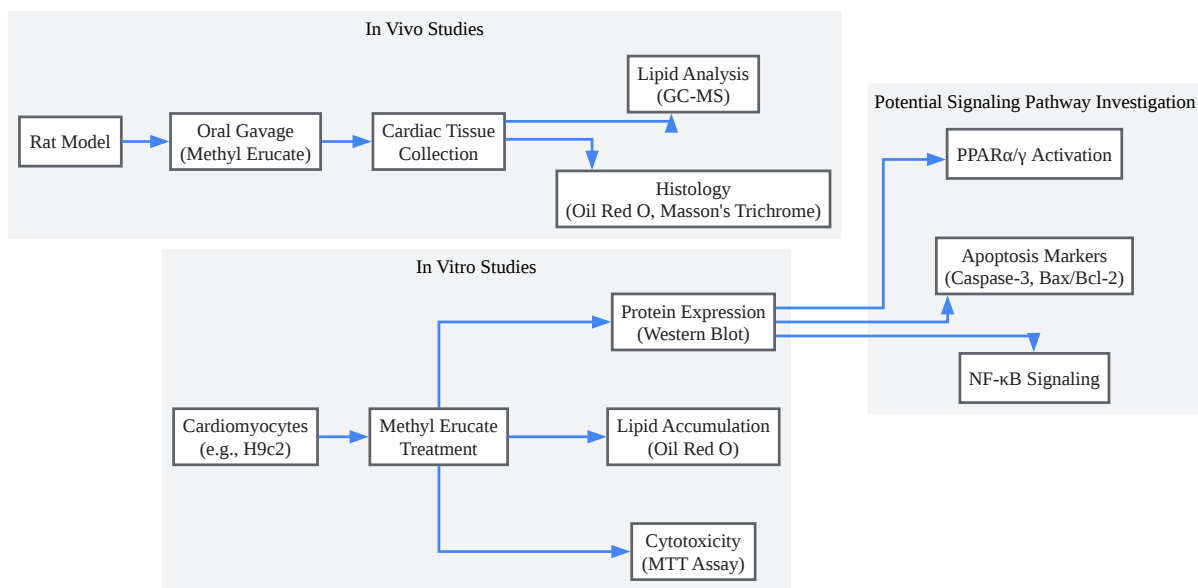 In Vivo Studies
Rat Model
Oral Gavage
(Methyl Erucate)
Cardiac Tissue
Collection
Lipid Analysis
(GC-MS)
Histology
(Oil Red O, Masson's Trichrome)
In Vitro Studies
Cardiomyocytes
(e.g., H9c2)
Methyl Erucate
Treatment
Protein Expression
(Western Blot)
Lipid Accumulation
(Oil Red O)
Cytotoxicity
(MTT Assay)
Potential Signaling Pathway Investigation
PPARα/γ Activation
Apoptosis Markers
(Caspase-3, Bax/Bcl-2)
NF-κB Signaling